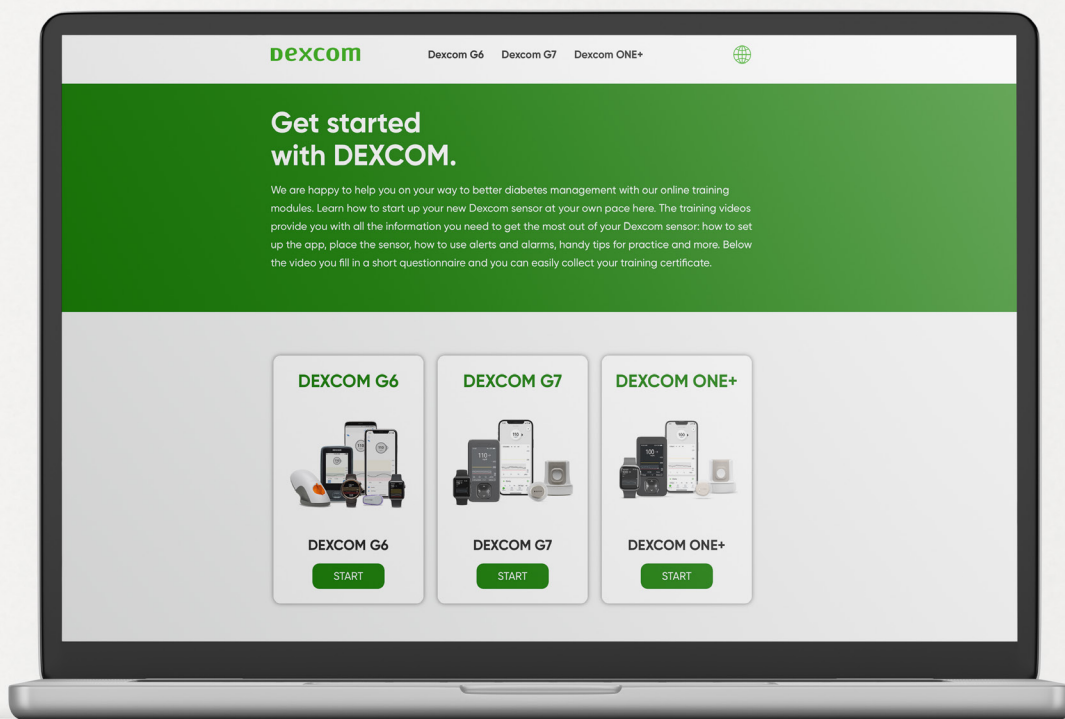 Dexcom
Dexcom G6 Dexcom G7 Dexcom ONE+
Get started
with DEXCOM.
We are happy to help you on your way to better diabetes management with our online training
modules. Learn how to start up your new Dexcom sensor at your own pace here. The training videos
provide you with all the information you need to get the most out of your Dexcom sensor: how to set
up the app, place the sensor, how to use alerts and alarms, handy tips for practice and more. Below
the video you fill in a short questionnaire and you can easily collect your training certificate.
DEXCOM G6
DEXCOM G7
DEXCOM ONE+
110
110
110
100
110
100
DEXCOM G6
START
DEXCOM G7
START
DEXCOM ONE+
START